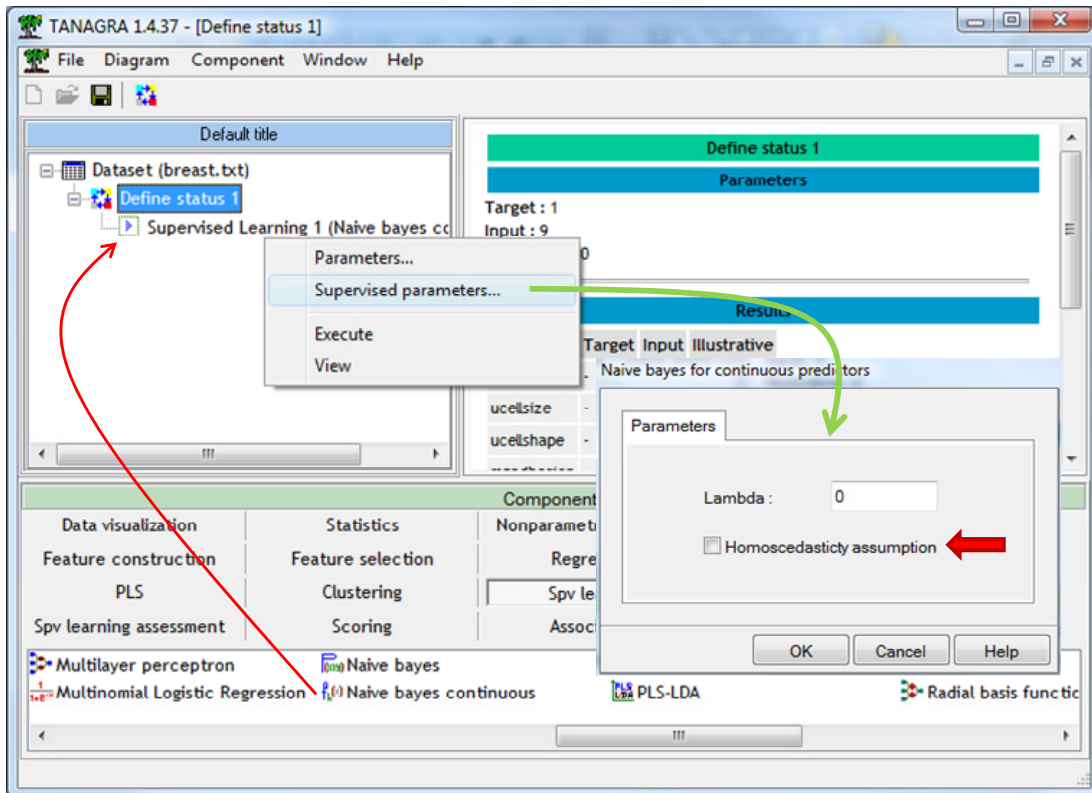 TANAGRA 1.4.37 - [Define status 1]
File Diagram Component Window Help
Default title
Dataset (breast.txt)
Define status 1
Supervised Learning 1 (Naive bayes cc
Define status 1
Parameters
Target : 1
Input : 9
0
Results
Target Input Illustrative
-
ucellsize -
ucellshape -
Parameters...
Supervised parameters...
Execute
View
Naive bayes for continuous predictors
Parameters
Lambda : 0
Homoscedasticty assumption
OK Cancel Help
Component
Data visualization Statistics Nonparamet
Feature construction Feature selection Regre
PLS Clustering Spv le
Spv learning assessment Scoring Assoc
Multilayer perceptron Naive bayes
Multinomial Logistic Regression Naive bayes continuous PLS-LDA Radial basis functic